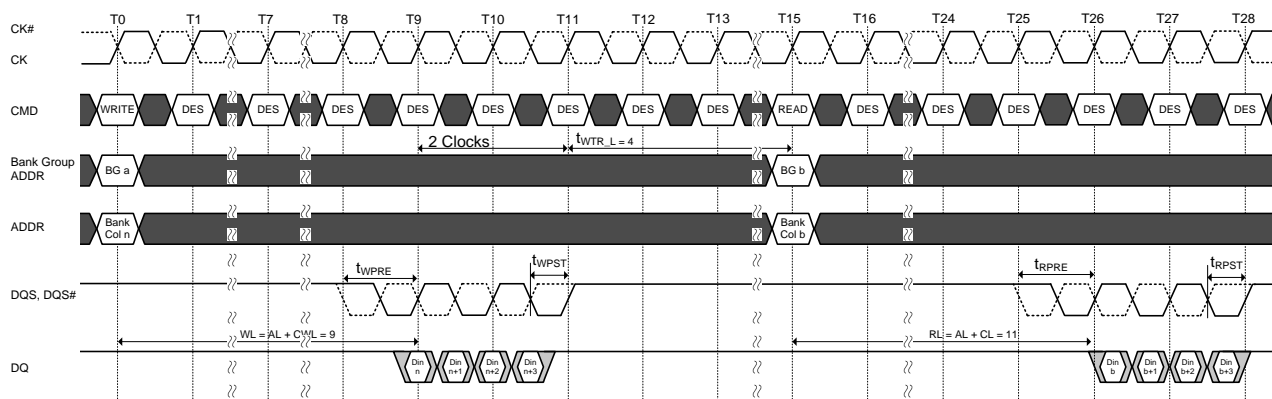 T0 T1 T7 T8 T9 T10 T11 T12 T13 T15 T16 T24 T25 T26 T27 T28
CK#
CK
CMD WRITE DES DES DES DES DES DES DES DES READ DES DES DES DES DES DES
2 Clocks tWTR_L = 4
Bank Group
ADDR
BG a BG b
ADDR
Bank
Col n
Bank
Col b
tWPRE tWPST tRPRE tRPST
DQS, DQS#
WL = AL + CWL = 9 RL = AL + CL = 11
DQ
Din
n
Din
n+1
Din
n+2
Din
n+3
Din
b
Din
b+1
Din
b+2
Din
b+3